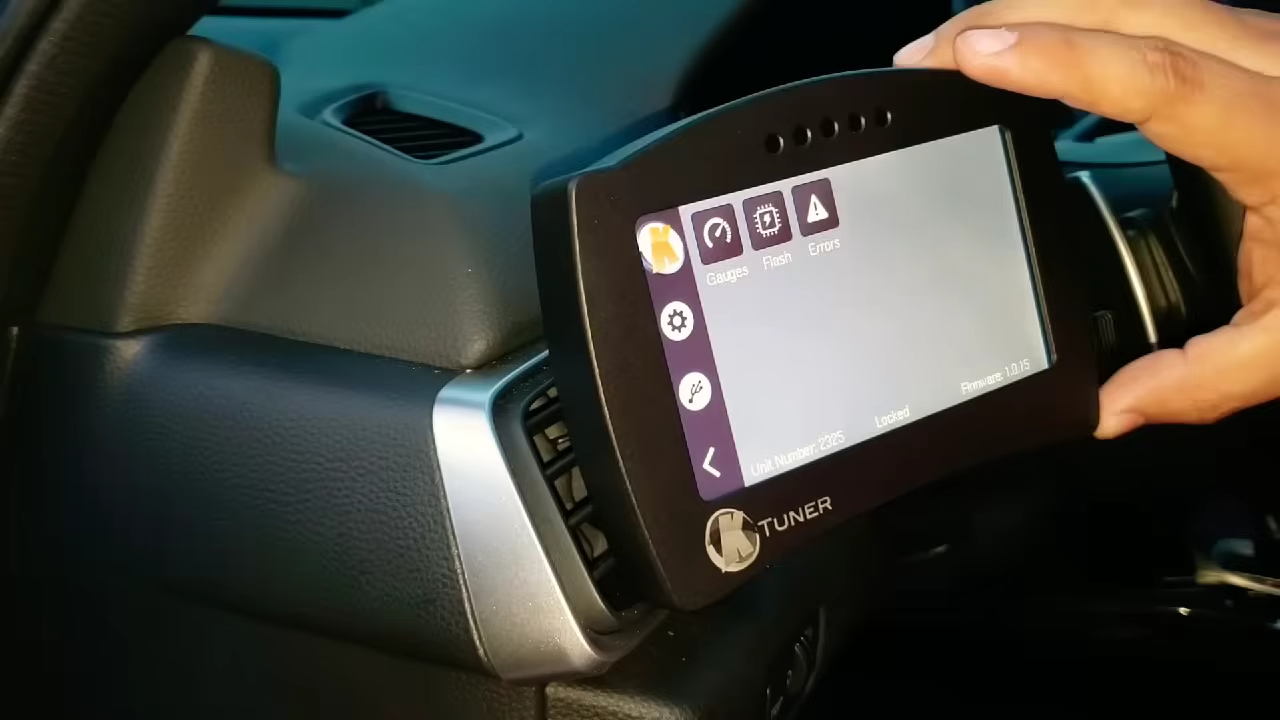 Gauges
Flash
Errors
Unit Number: 2325
Locked
Firmware: 1.0.15
K TUNER